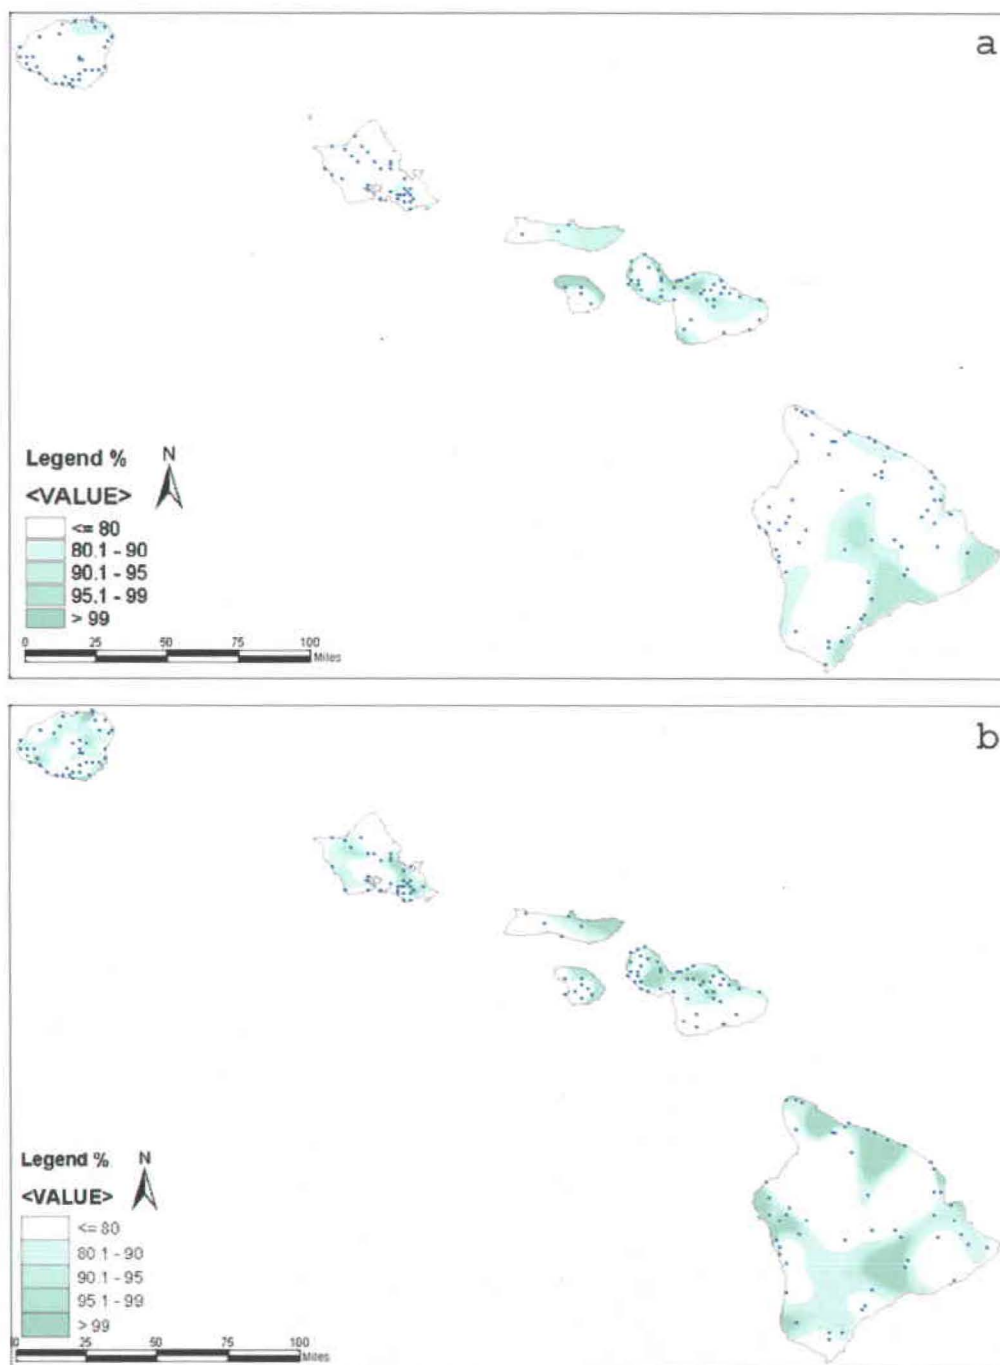 a
Legend %
N
<VALUE>
<= 80
80.1 - 90
90.1 - 95
95.1 - 99
> 99
0 25 50 75 100
Miles
b
Legend %
N
<VALUE>
<= 80
80.1 - 90
90.1 - 95
95.1 - 99
> 99
0 25 50 75 100
Miles